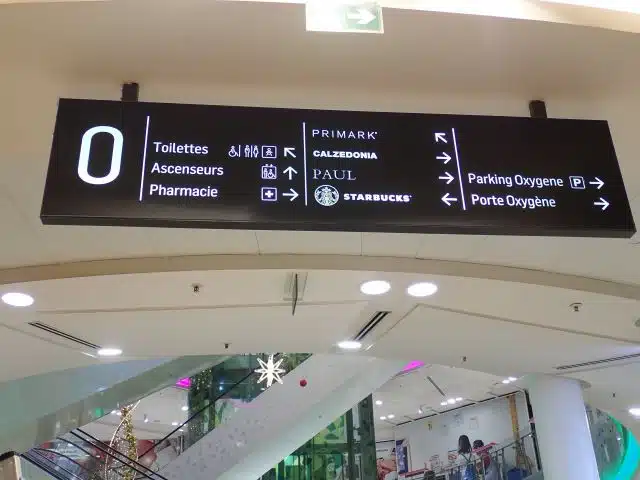 0
Toilettes
Ascenseurs
Pharmacie
PRIMARK
CALZEDONIA
PAUL
STARBUCKS
Parking Oxygene P
Porte Oxygène